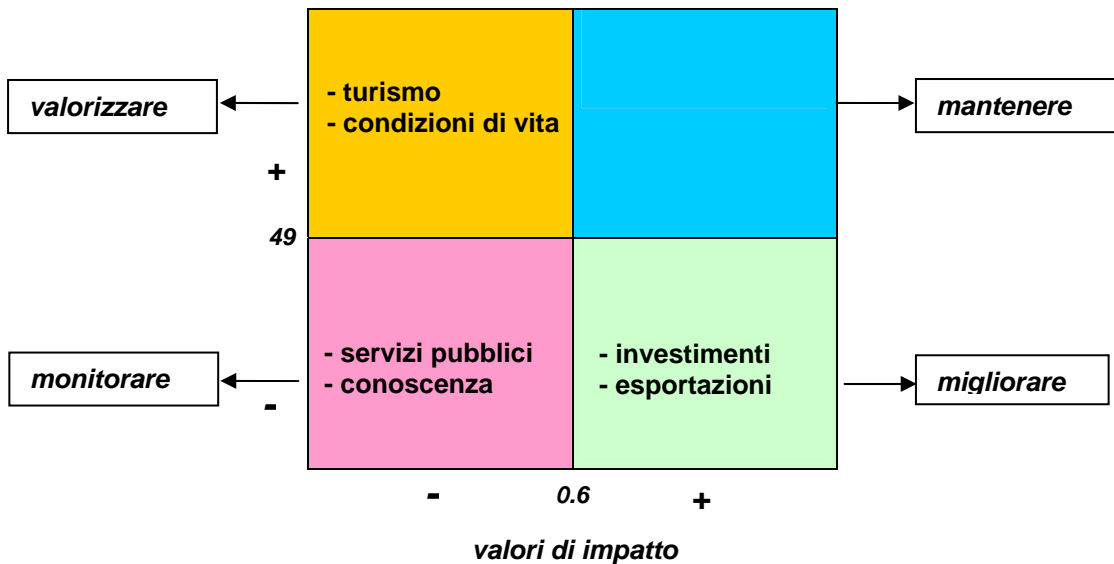 valorizzare
- turismo
- condizioni di vita
mantenere
+
49
monitorare
- servizi pubblici
- conoscenza
- investimenti
- esportazioni
migliorare
-
- 0.6 +
valori di impatto